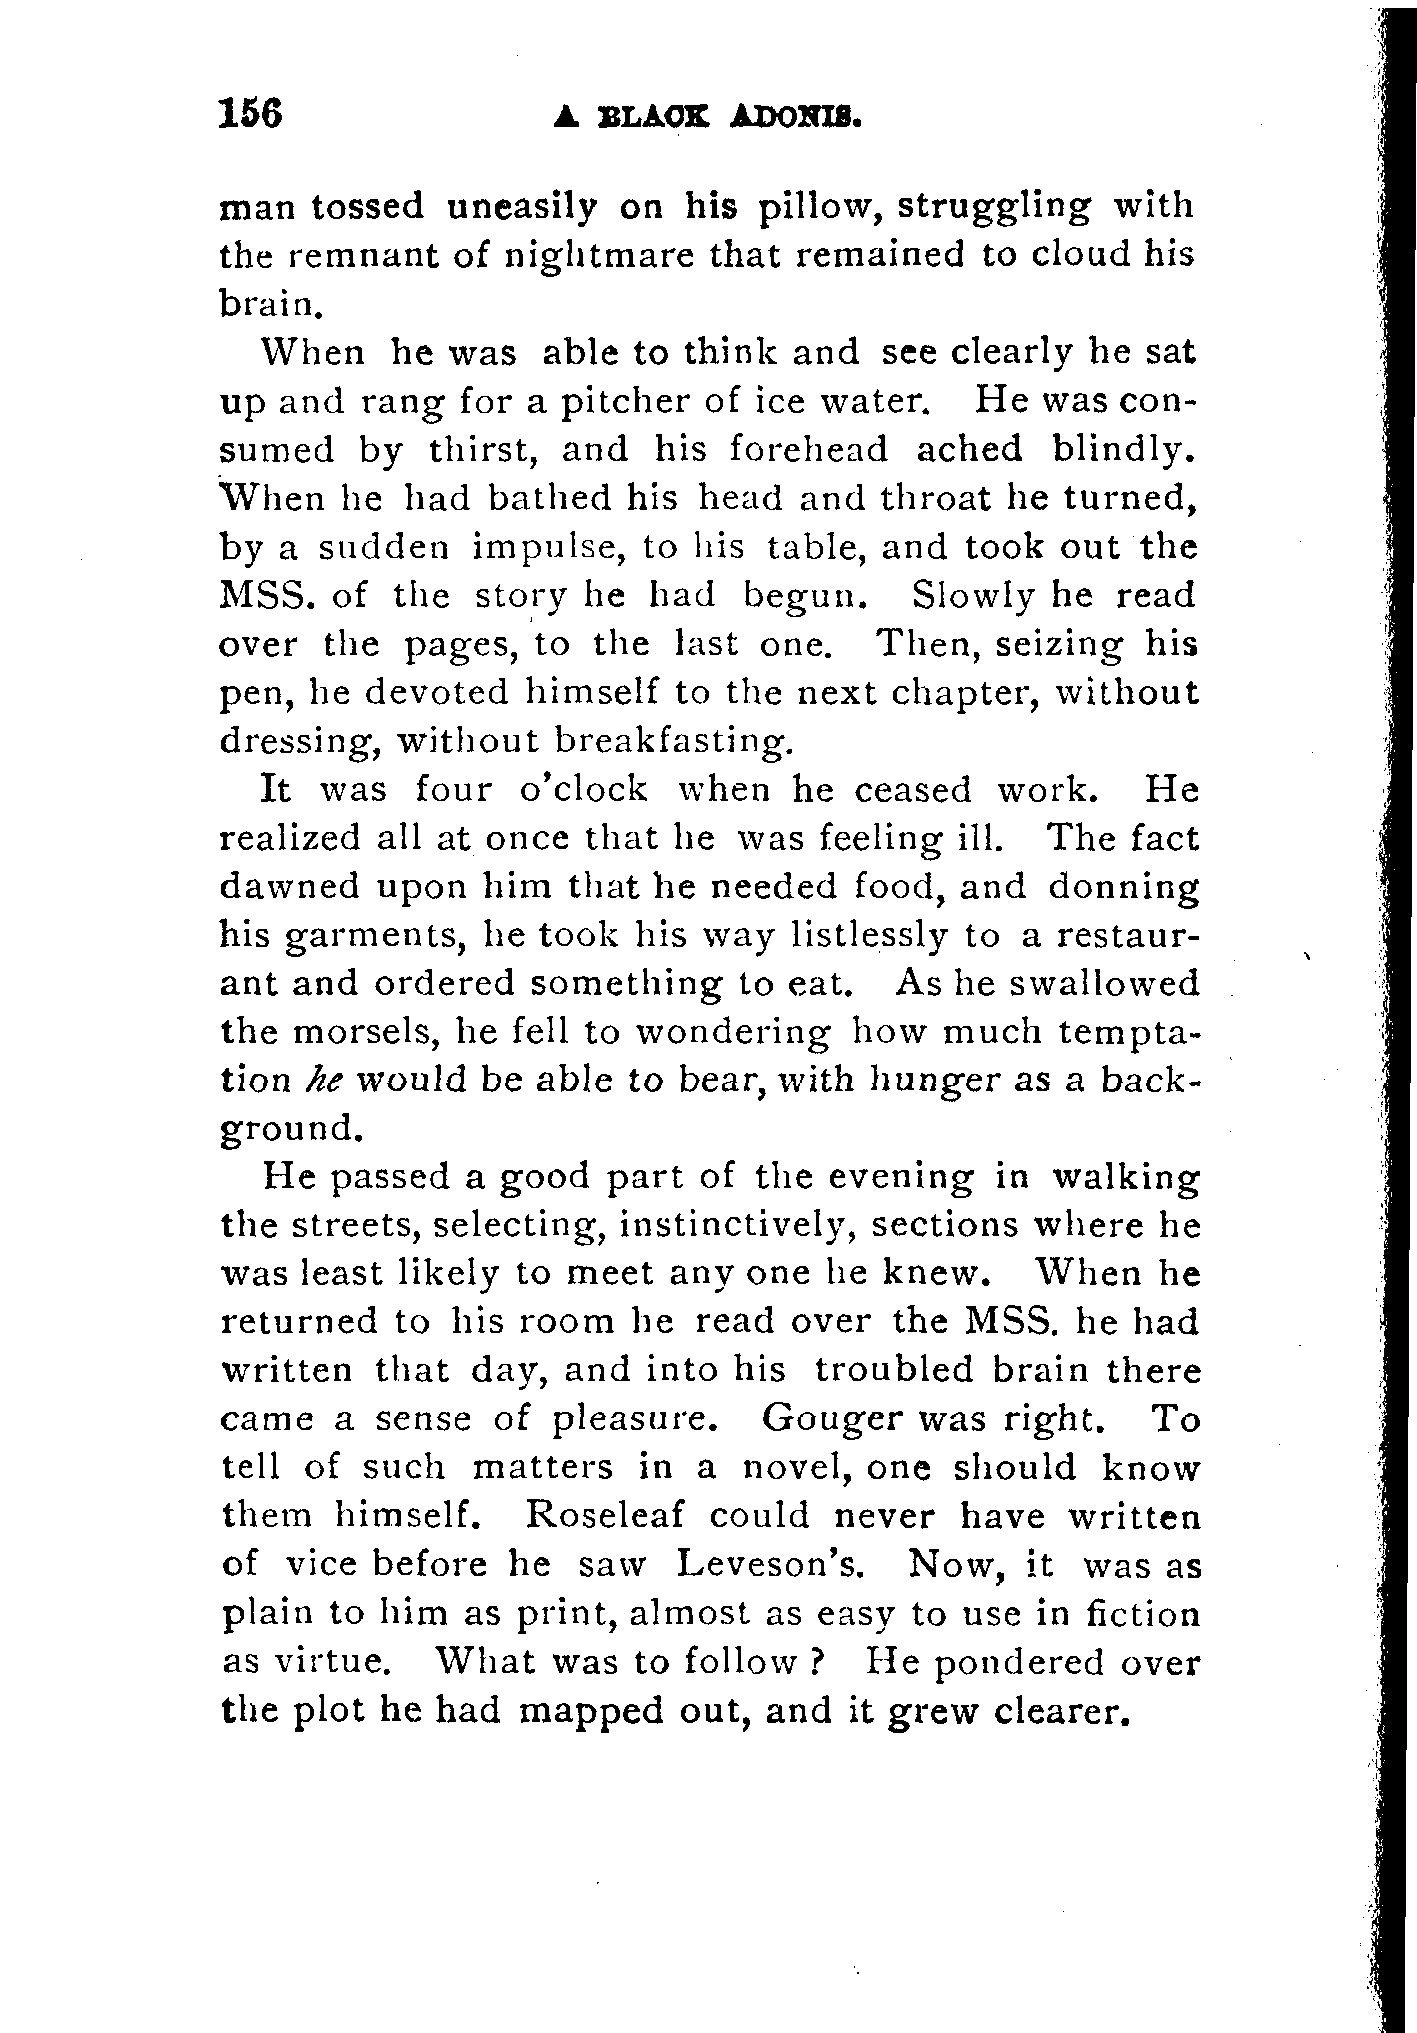 156 A BLACK ADONIS.
man tossed uneasily on his pillow, struggling with
the remnant of nightmare that remained to cloud his
brain.
When he was able to think and see clearly he sat
up and rang for a pitcher of ice water. He was con-
sumed by thirst, and his forehead ached blindly.
When he had bathed his head and throat he turned,
by a sudden impulse, to his table, and took out the
MSS. of the story he had begun. Slowly he read
over the pages, to the last one. Then, seizing his
pen, he devoted himself to the next chapter, without
dressing, without breakfasting.
It was four o'clock when he ceased work. He
realized all at once that he was feeling ill. The fact
dawned upon him that he needed food, and donning
his garments, he took his way listlessly to a restaur-
ant and ordered something to eat. As he swallowed
the morsels, he fell to wondering how much tempta-
tion he would be able to bear, with hunger as a back-
ground.
He passed a good part of the evening in walking
the streets, selecting, instinctively, sections where he
was least likely to meet any one he knew. When he
returned to his room he read over the MSS. he had
written that day, and into his troubled brain there
came a sense of pleasure. Gouger was right. To
tell of such matters in a novel, one should know
them himself. Roseleaf could never have written
of vice before he saw Leveson's. Now, it was as
plain to him as print, almost as easy to use in fiction
as virtue. What was to follow ? He pondered over
the plot he had mapped out, and it grew clearer.